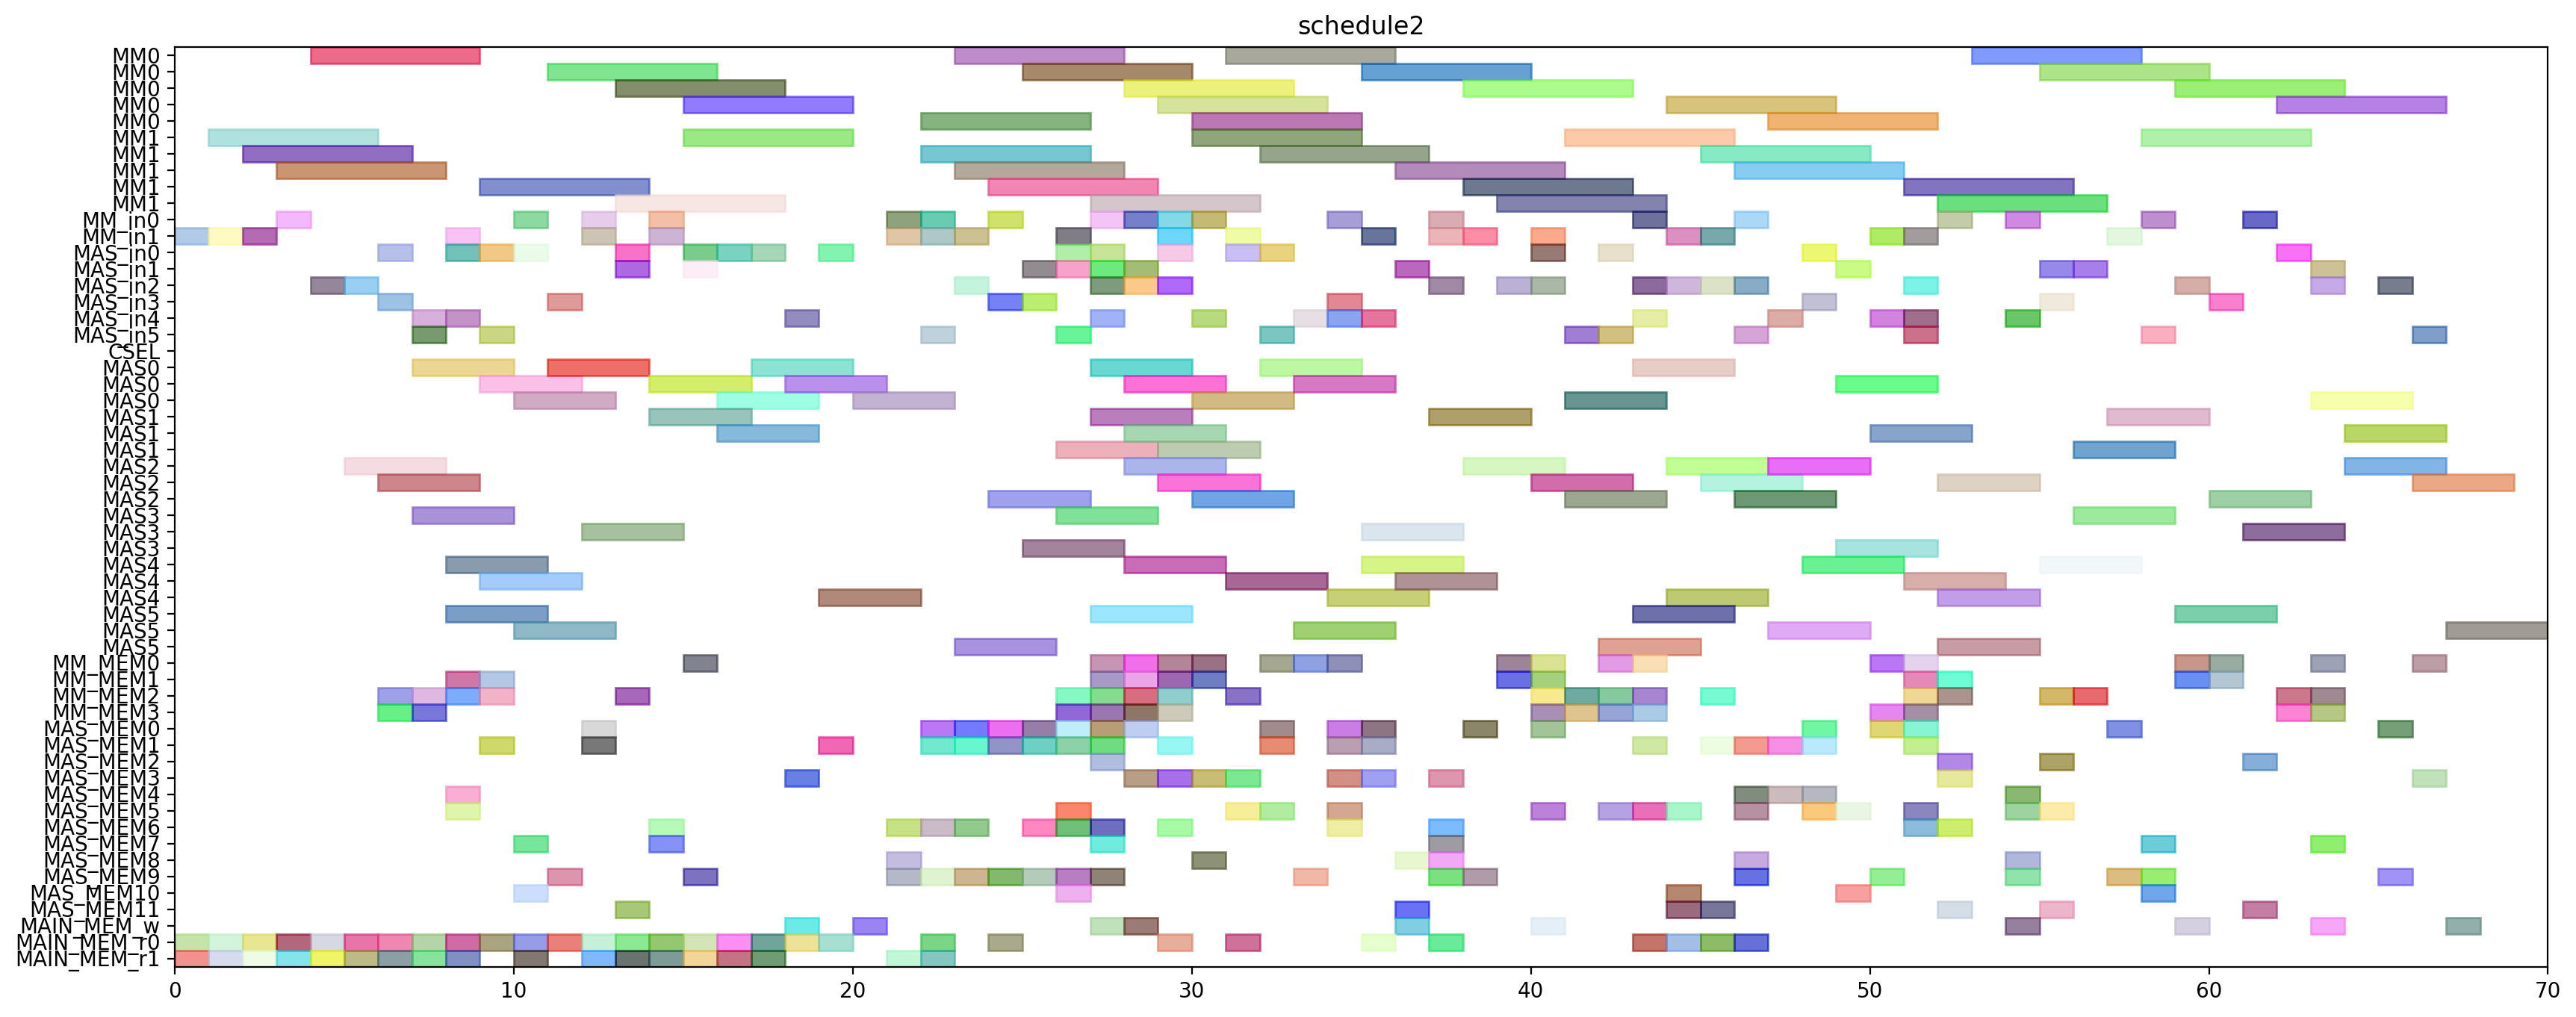 schedule2
MM0
MM0
MM0
MM0
MM0
MM1
MM1
MM1
MM1
MM1
MM_in0
MM_in1
MAS_in0
MAS_in1
MAS_in2
MAS_in3
MAS_in4
MAS_in5
CSEL
MAS0
MAS0
MAS0
MAS1
MAS1
MAS1
MAS2
MAS2
MAS2
MAS3
MAS3
MAS3
MAS4
MAS4
MAS4
MAS5
MAS5
MAS5
MM_MEM0
MM_MEM1
MM_MEM2
MM_MEM3
MAS_MEM0
MAS_MEM1
MAS_MEM2
MAS_MEM3
MAS_MEM4
MAS_MEM5
MAS_MEM6
MAS_MEM7
MAS_MEM8
MAS_MEM9
MAS_MEM10
MAS_MEM11
MAIN_MEM_w
MAIN_MEM_r0
MAIN_MEM_r1
0 10 20 30 40 50 60 70